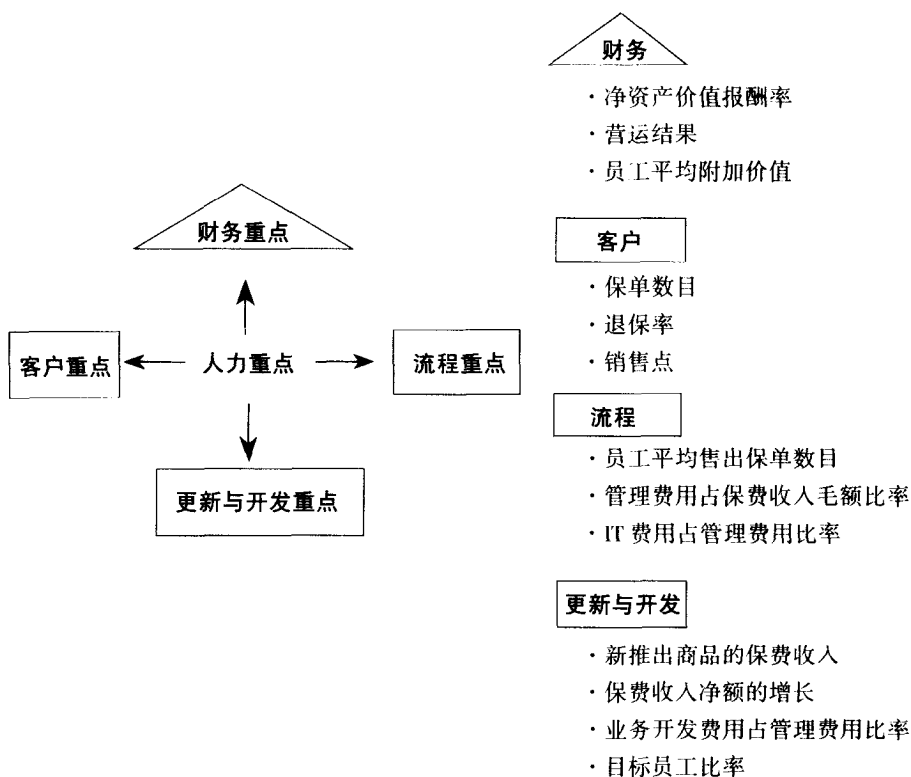 财务重点
客户重点
人力重点
流程重点
更新与开发重点
财务
·净资产价值报酬率
·营运结果
·员工平均附加价值
客户
·保单数目
·退保率
·销售点
流程
·员工平均售出保单数目
·管理费用占保费收入毛额比率
·IT 费用占管理费用比率
更新与开发
·新推出商品的保费收入
·保费收入净额的增长
·业务开发费用占管理费用比率
·目标员工比率